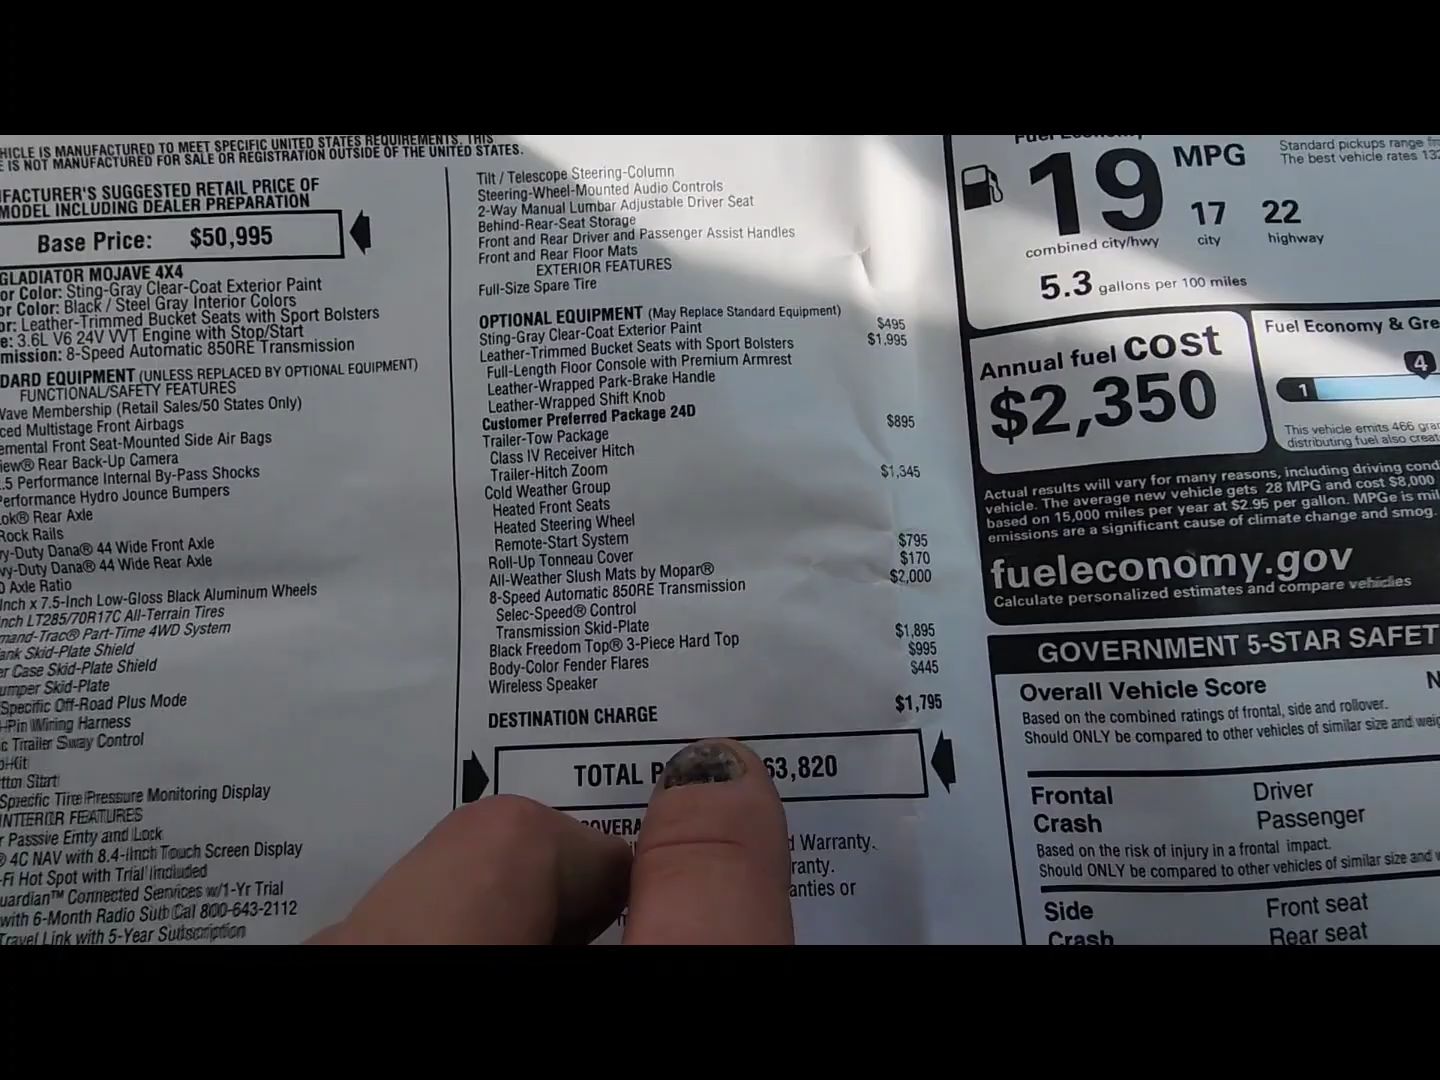 HICLE IS MANUFACTURED TO MEET SPECIFIC UNITED STATES REQUIREMENTS. THIS
E IS NOT MANUFACTURED FOR SALE OR REGISTRATION OUTSIDE OF THE UNITED STATES.
UFACTURER'S SUGGESTED RETAIL PRICE OF
MODEL INCLUDING DEALER PREPARATION
Base Price: $50,995
GLADIATOR MOJAVE 4X4
or Color: Sting-Gray Clear-Coat Exterior Paint
or Color: Black / Steel Gray Interior Colors
or: Leather-Trimmed Bucket Seats with Sport Bolsters
e: 3.6L V6 24V VVT Engine with Stop/Start
mission: 8-Speed Automatic 850RE Transmission
DARD EQUIPMENT (UNLESS REPLACED BY OPTIONAL EQUIPMENT)
FUNCTIONAL/SAFETY FEATURES
Wave Membership (Retail Sales/50 States Only)
ced Multistage Front Airbags
emental Front Seat-Mounted Side Air Bags
iew® Rear Back-Up Camera
.5 Performance Internal By-Pass Shocks
Performance Hydro Jounce Bumpers
ok® Rear Axle
Rock Rails
vy-Duty Dana® 44 Wide Front Axle
vy-Duty Dana® 44 Wide Rear Axle
Axle Ratio
Inch x 7.5-Inch Low-Gloss Black Aluminum Wheels
nch LT285/70R17C All-Terrain Tires
mand-Trac® Part-Time 4WD System
ank Skid-Plate Shield
er Case Skid-Plate Shield
umper Skid-Plate
Specific Off-Road Plus Mode
-Pin Wiring Harness
c Trailer Sway Control
Kit
tton Start
Specific Tire Pressure Monitoring Display
INTERIOR FEATURES
r Passive Entry and Lock
® 4C NAV with 8.4-Inch Touch Screen Display
-Fi Hot Spot with Trial Included
uardian™ Connected Services w/1-Yr Trial
with 6-Month Radio Sub Cal 800-643-2112
Travel Link with 5-Year Subscription
Tilt / Telescope Steering-Column
Steering-Wheel-Mounted Audio Controls
2-Way Manual Lumbar Adjustable Driver Seat
Behind-Rear-Seat Storage
Front and Rear Driver and Passenger Assist Handles
Front and Rear Floor Mats
EXTERIOR FEATURES
Full-Size Spare Tire
OPTIONAL EQUIPMENT (May Replace Standard Equipment)
Sting-Gray Clear-Coat Exterior Paint $495
Leather-Trimmed Bucket Seats with Sport Bolsters $1,995
Full-Length Floor Console with Premium Armrest
Leather-Wrapped Park-Brake Handle
Leather-Wrapped Shift Knob
Customer Preferred Package 24D
Trailer-Tow Package $895
Class IV Receiver Hitch
Trailer-Hitch Zoom
Cold Weather Group $1,345
Heated Front Seats
Heated Steering Wheel
Remote-Start System
Roll-Up Tonneau Cover $795
All-Weather Slush Mats by Mopar® $170
8-Speed Automatic 850RE Transmission $2,000
Selec-Speed® Control
Transmission Skid-Plate
Black Freedom Top® 3-Piece Hard Top $1,895
Body-Color Fender Flares $995
Wireless Speaker $445
DESTINATION CHARGE $1,795
TOTAL P 63,820
OVERA
d Warranty.
ranty.
anties or
Fuel Economy
19 MPG
combined city/hwy
17 city
22 highway
5.3 gallons per 100 miles
Standard pickups range fr
The best vehicle rates 132
Annual fuel cost
$2,350
Fuel Economy & Gre
1
4
This vehicle emits 466 gra
distributing fuel also creat
Actual results will vary for many reasons, including driving cond
vehicle. The average new vehicle gets 28 MPG and cost $8,000
based on 15,000 miles per year at $2.95 per gallon. MPGe is mil
emissions are a significant cause of climate change and smog.
fueleconomy.gov
Calculate personalized estimates and compare vehicles
GOVERNMENT 5-STAR SAFET
Overall Vehicle Score N
Based on the combined ratings of frontal, side and rollover.
Should ONLY be compared to other vehicles of similar size and weig
Frontal Driver
Crash Passenger
Based on the risk of injury in a frontal impact.
Should ONLY be compared to other vehicles of similar size and w
Side Front seat
Crash Rear seat